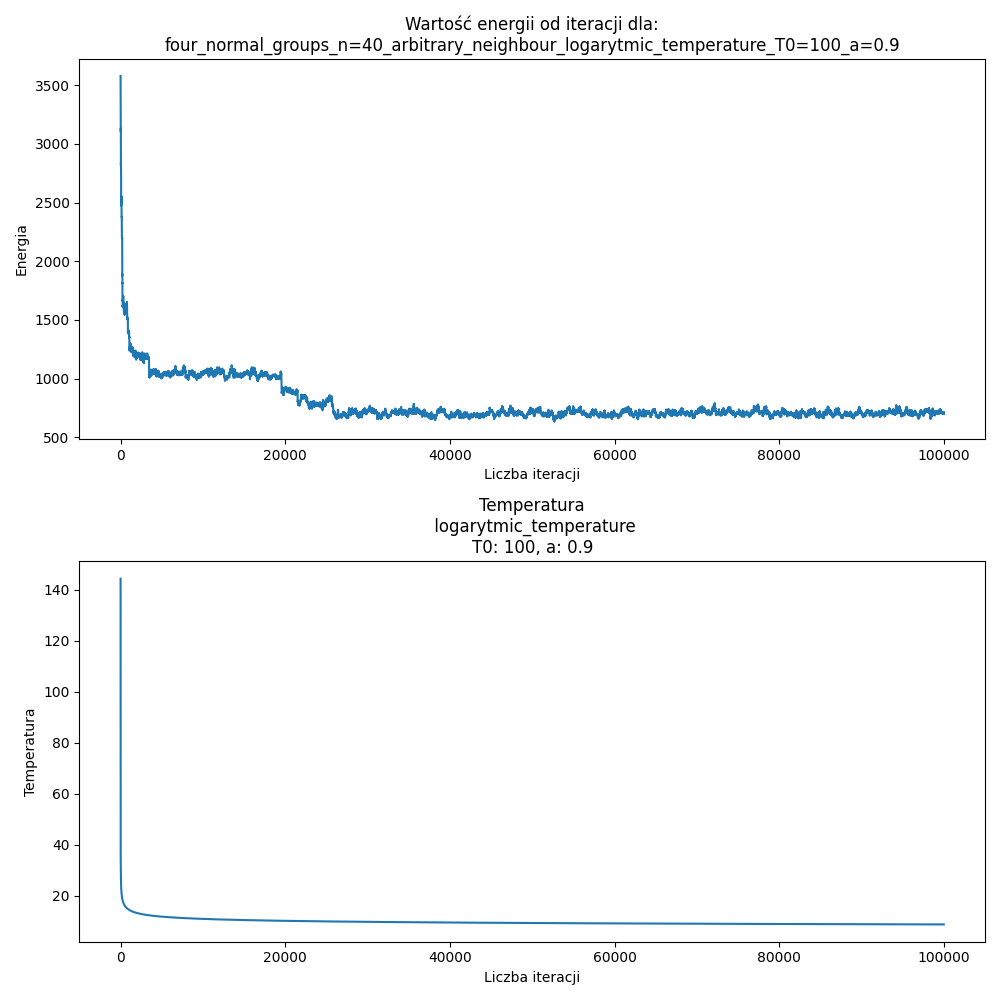 Wartość energii od iteracji dla:
four_normal_groups_n=40_arbitrary_neighbour_logarytmic_temperature_T0=100_a=0.9
3500
3000
2500
2000
1500
1000
500
Energia
0 20000 40000 60000 80000 100000
Liczba iteracji
Temperatura
logarytmic_temperature
T0: 100, a: 0.9
140
120
100
80
60
40
20
Temperatura
0 20000 40000 60000 80000 100000
Liczba iteracji